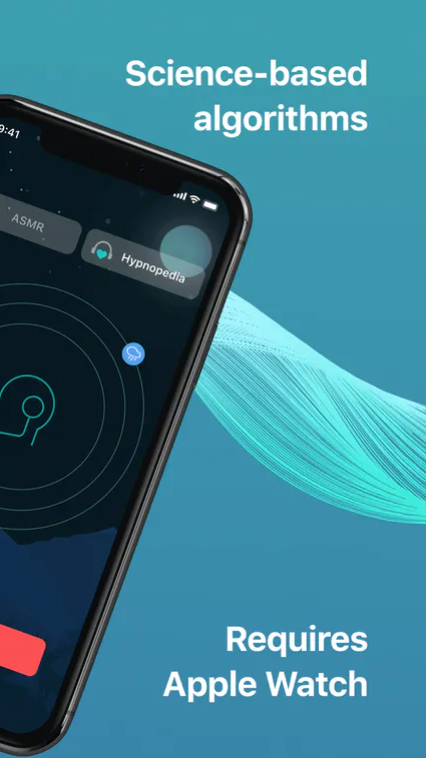 Science-based
algorithms
9:41
ASMR
Hypnopedia
Requires
Apple Watch